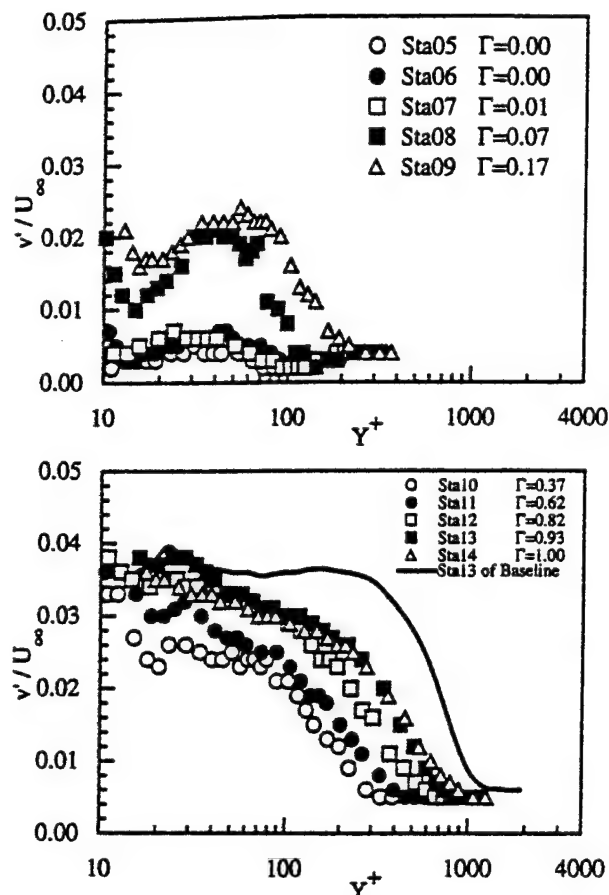 0.05
0.04
0.03
0.02
0.01
0.00
v'/U∞
Sta05 Γ=0.00
Sta06 Γ=0.00
Sta07 Γ=0.01
Sta08 Γ=0.07
Sta09 Γ=0.17
10 100 1000 4000
Y+
0.05
0.04
0.03
0.02
0.01
0.00
v'/U∞
Sta10 Γ=0.37
Sta11 Γ=0.62
Sta12 Γ=0.82
Sta13 Γ=0.93
Sta14 Γ=1.00
Sta13 of Baseline
10 100 1000 4000
Y+